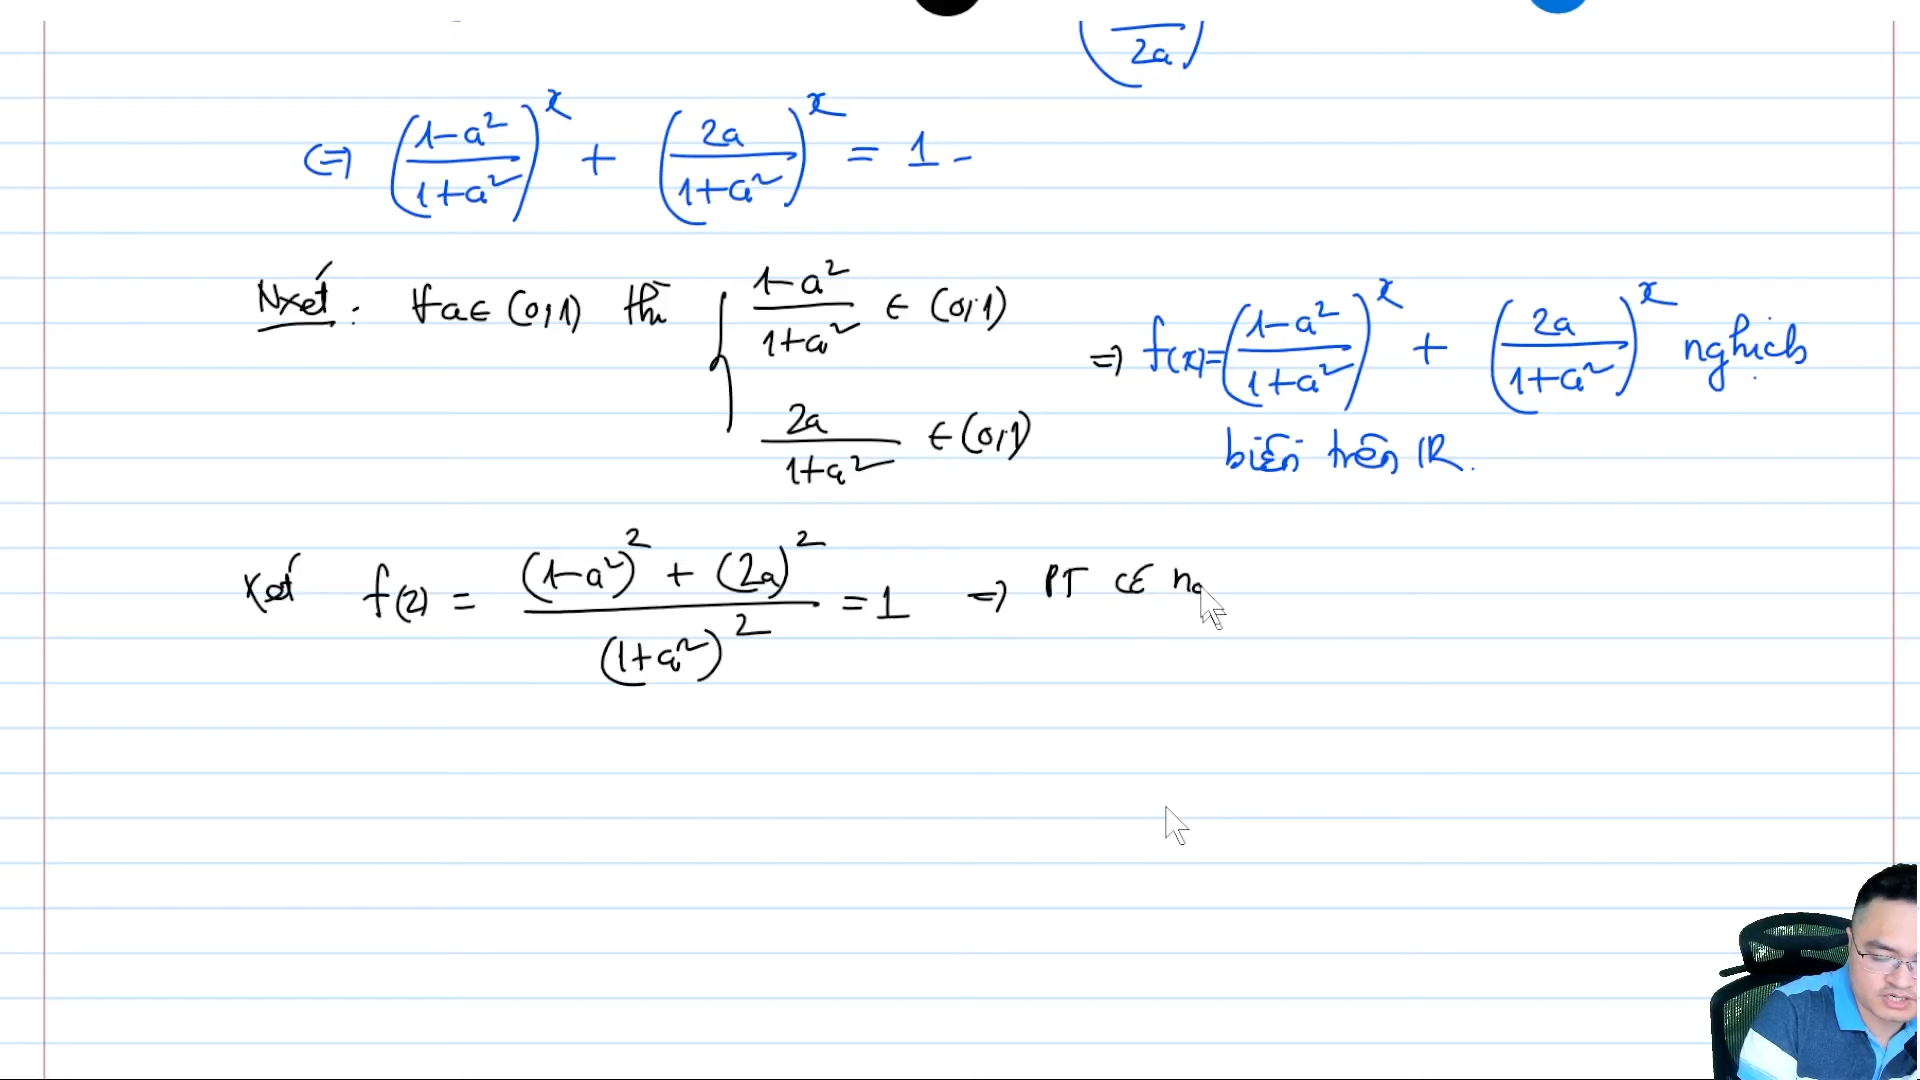 2a)
⇔ ((1-a²)/(1+a²))^x + (2a/(1+a²))^x = 1 -
Nxét : ∀a∈ (0,1) thì { (1-a²)/(1+a²) ∈ (0,1)
2a/(1+a²) ∈ (0,1)
⇒ f(x)= ((1-a²)/(1+a²))^x + (2a/(1+a²))^x nghịch
biến trên ℝ.
Xét f(2) = ((1-a²)² + (2a)²)/(1+a²)² = 1 ⇒ PT có